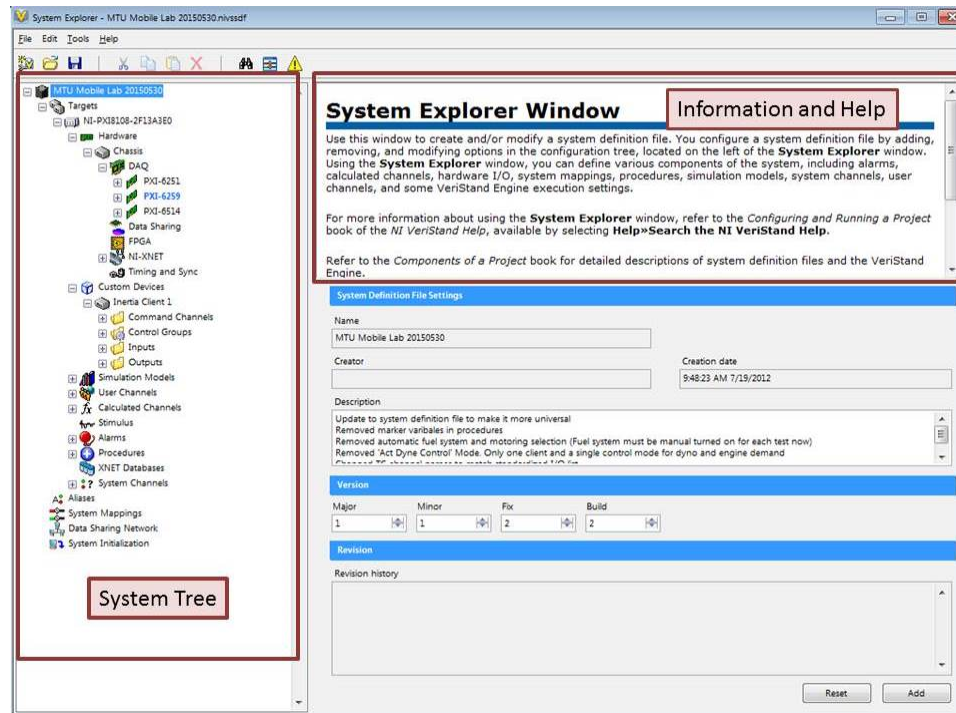 System Explorer - MTU Mobile Lab 20150530.nivssdf
File Edit Tools Help
MTU Mobile Lab 20150530
Targets
NI-PXI8108-2F13A3E0
Hardware
Chassis
DAQ
PXI-6251
PXI-6259
PXI-6514
Data Sharing
FPGA
NI-XNET
Timing and Sync
Custom Devices
Inertia Client 1
Command Channels
Control Groups
Inputs
Outputs
Simulation Models
User Channels
fx Calculated Channels
Stimulus
Alarms
Procedures
XNET Databases
System Channels
Aliases
System Mappings
Data Sharing Network
System Initialization
System Tree
System Explorer Window
Information and Help
Use this window to create and/or modify a system definition file. You configure a system definition file by adding,
removing, and modifying options in the configuration tree, located on the left of the System Explorer window.
Using the System Explorer window, you can define various components of the system, including alarms,
calculated channels, hardware I/O, system mappings, procedures, simulation models, system channels, user
channels, and some VeriStand Engine execution settings.
For more information about using the System Explorer window, refer to the Configuring and Running a Project
book of the NI VeriStand Help, available by selecting Help»Search the NI VeriStand Help.
Refer to the Components of a Project book for detailed descriptions of system definition files and the VeriStand
Engine.
System Definition File Settings
Name
MTU Mobile Lab 20150530
Creator
Creation date
9:48:23 AM 7/19/2012
Description
Update to system definition file to make it more universal
Removed marker varibales in procedures
Removed automatic fuel system and motoring selection (Fuel system must be manual turned on for each test now)
Removed 'Act Dyne Control' Mode. Only one client and a single control mode for dyno and engine demand
Version
Major Minor Fix Build
1 1 2 2
Revision
Revision history
Reset Add